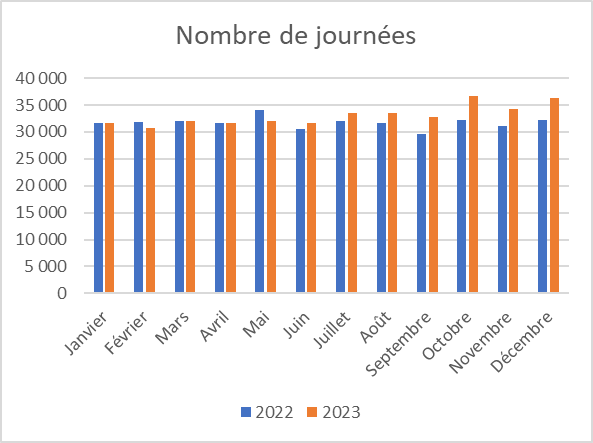 Nombre de journées
40 000
35 000
30 000
25 000
20 000
15 000
10 000
5 000
0
Janvier
Février
Mars
Avril
Mai
Juin
Juillet
Août
Septembre
Octobre
Novembre
Décembre
2022 2023